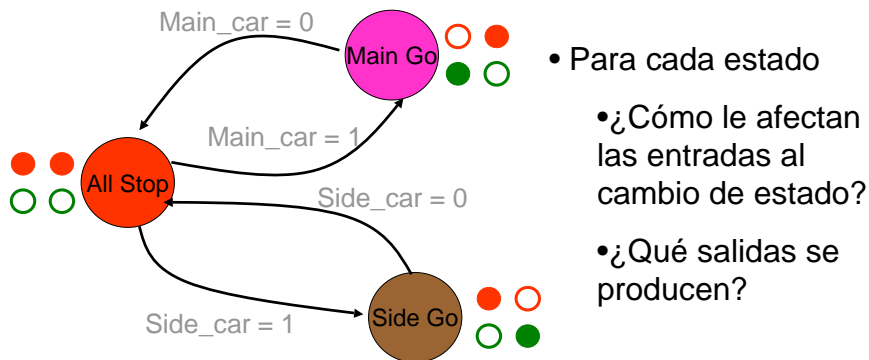 Main_car = 0
Main Go
Main_car = 1
All Stop
Side_car = 0
Side_car = 1
Side Go
• Para cada estado
•¿Cómo le afectan
las entradas al
cambio de estado?
•¿Qué salidas se
producen?